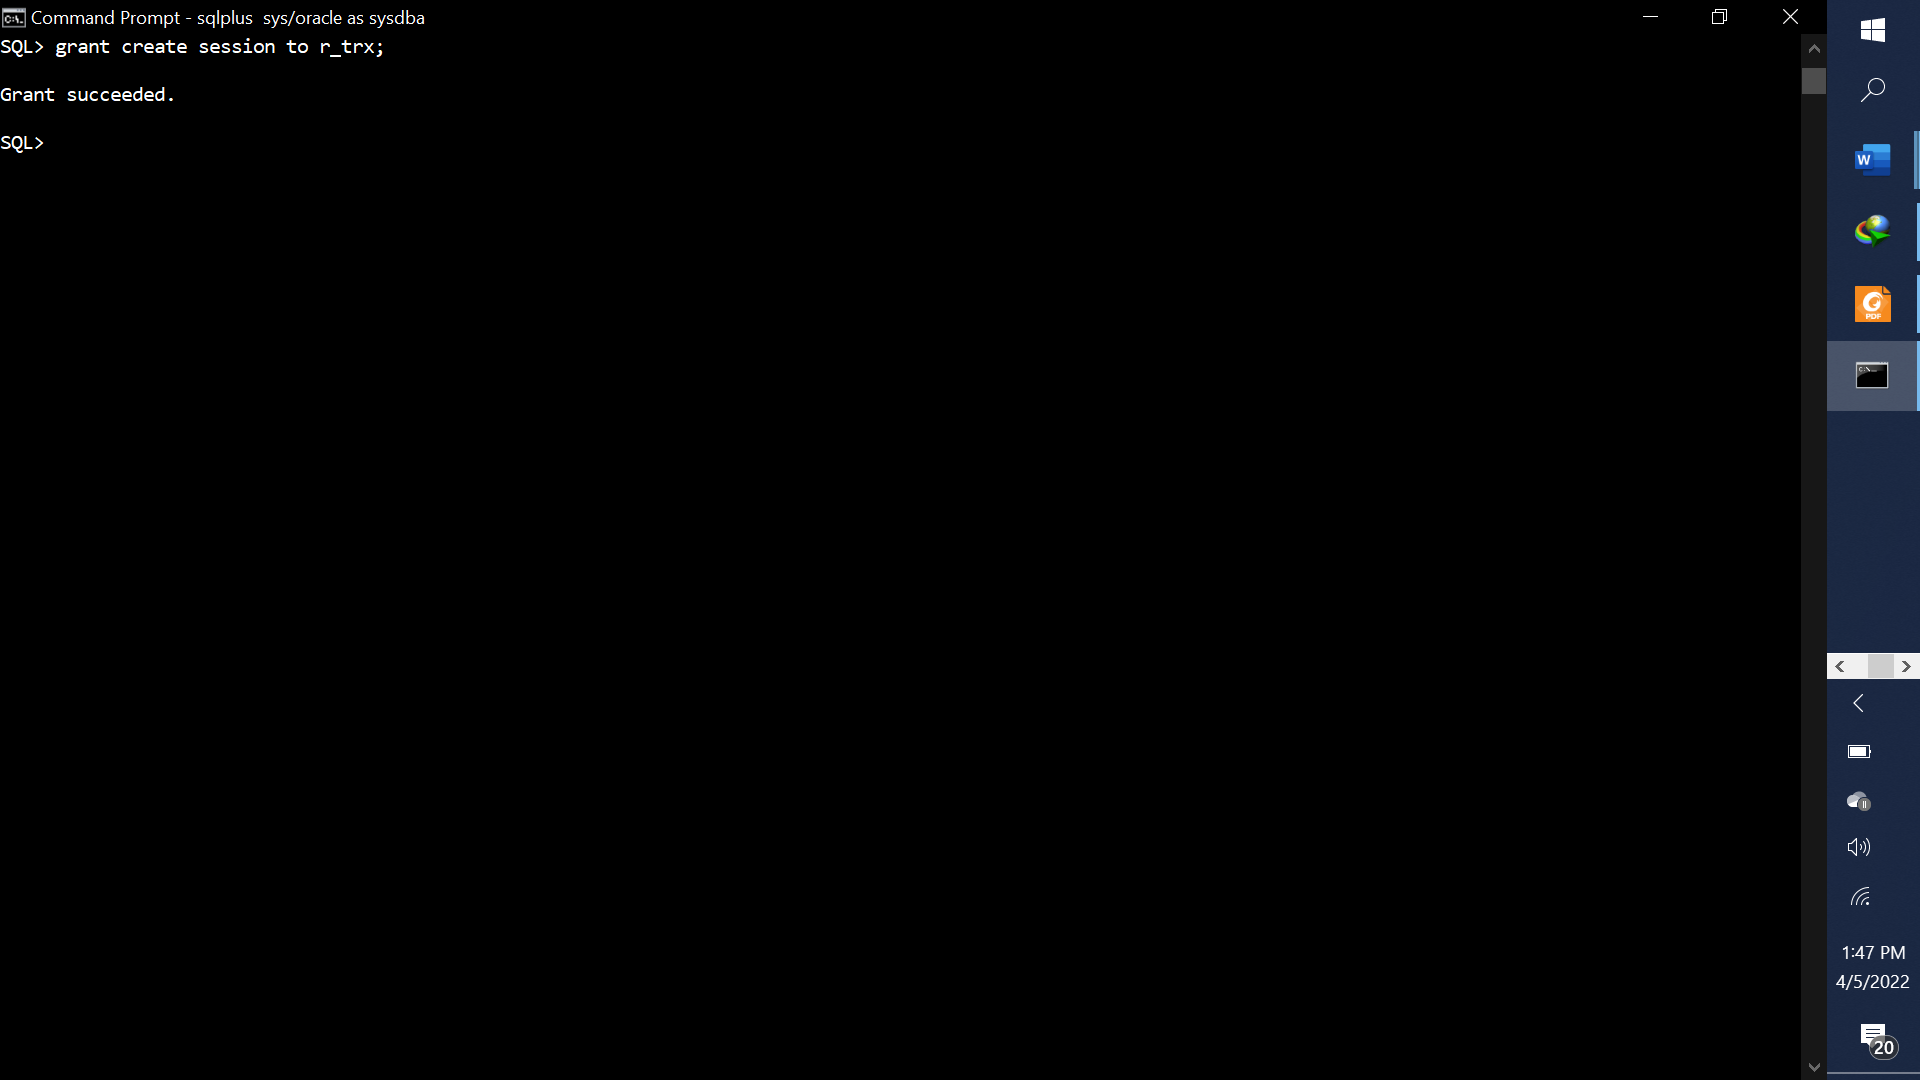 Command Prompt - sqlplus  sys/oracle as sysdba
SQL> grant create session to r_trx;
Grant succeeded.
SQL>
W
PDF
1:47 PM
4/5/2022
20